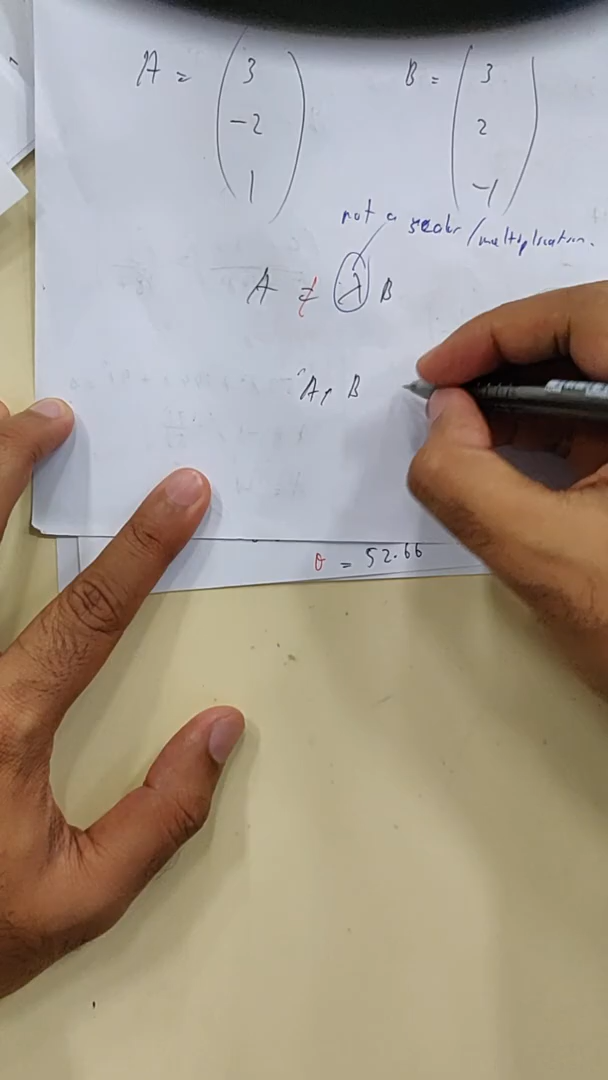 A = ( 3 -2 1 ) B = ( 3 2 -1 )
not a scalar / multiplication.
A ≠ λ B
A, B
θ = 52.66